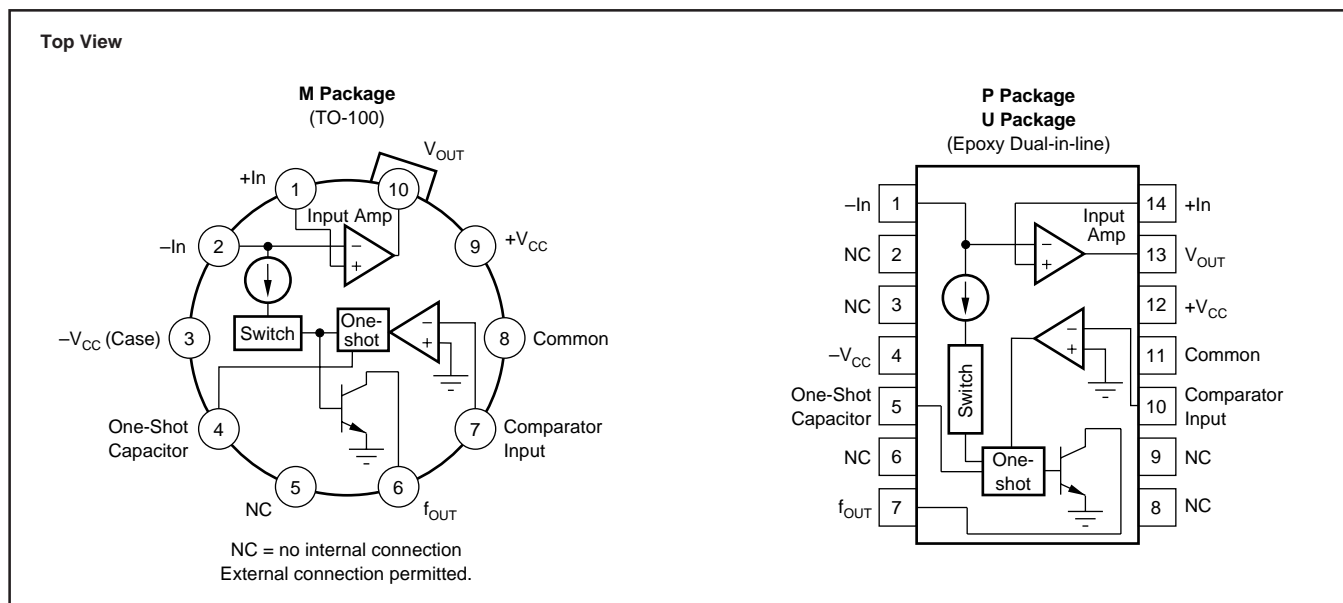 Top View
M Package
(TO-100)
+In
1
10
V_OUT
Input Amp
–In
2
–
+
9
+V_CC
–V_CC (Case)
3
Switch
One-
shot
–
+
8
Common
One-Shot
Capacitor
4
7
Comparator
Input
NC
5
6
f_OUT
NC = no internal connection
External connection permitted.
P Package
U Package
(Epoxy Dual-in-line)
–In
1
14
+In
Input
Amp
NC
2
–
+
13
V_OUT
NC
3
12
+V_CC
–V_CC
4
–
+
11
Common
Switch
One-Shot
Capacitor
5
10
Comparator
Input
NC
6
One-
shot
9
NC
f_OUT
7
8
NC